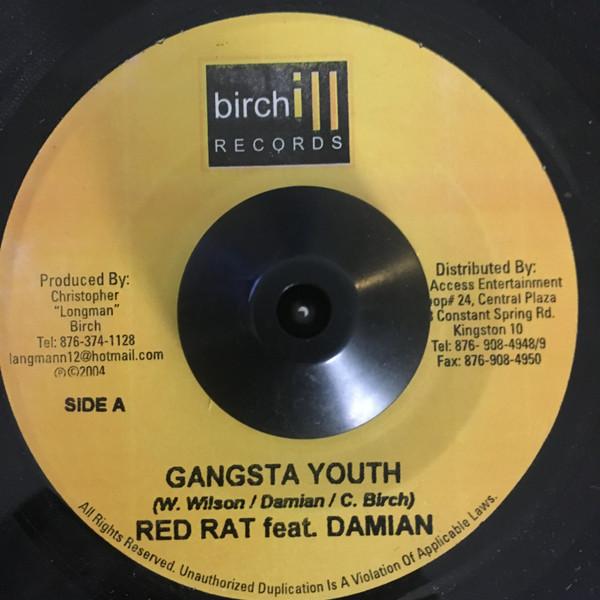 birchill
RECORDS
Produced By:
Christopher
"Longman"
Birch
Tel: 876-374-1128
langmann12@hotmail.com
℗©2004
SIDE A
Distributed By:
Access Entertainment
24, Central Plaza
Constant Spring Rd.
Kingston 10
Tel: 876- 908-4948/9
Fax: 876-908-4950
GANGSTA YOUTH
(W. Wilson / Damian / C. Birch)
RED RAT feat. DAMIAN
All Rights Reserved. Unauthorized Duplication Is A Violation Of Applicable Laws.